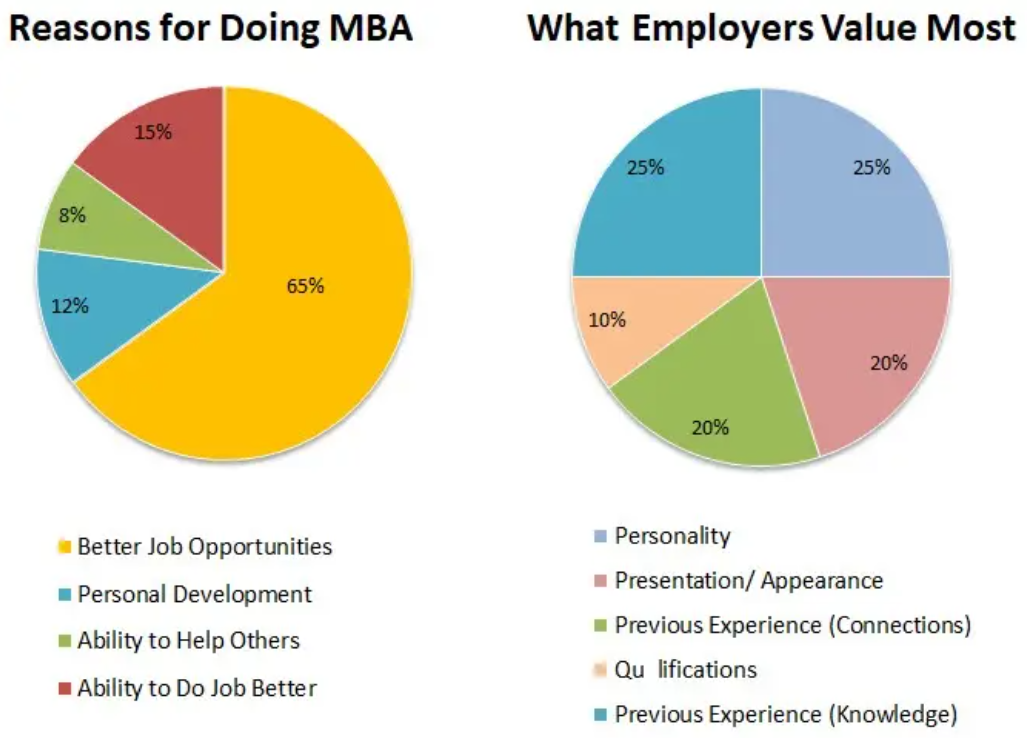 Reasons for Doing MBA
15%
8%
65%
12%
Better Job Opportunities
Personal Development
Ability to Help Others
Ability to Do Job Better
What Employers Value Most
25%
25%
10%
20%
20%
Personality
Presentation/ Appearance
Previous Experience (Connections)
Qu lifications
Previous Experience (Knowledge)